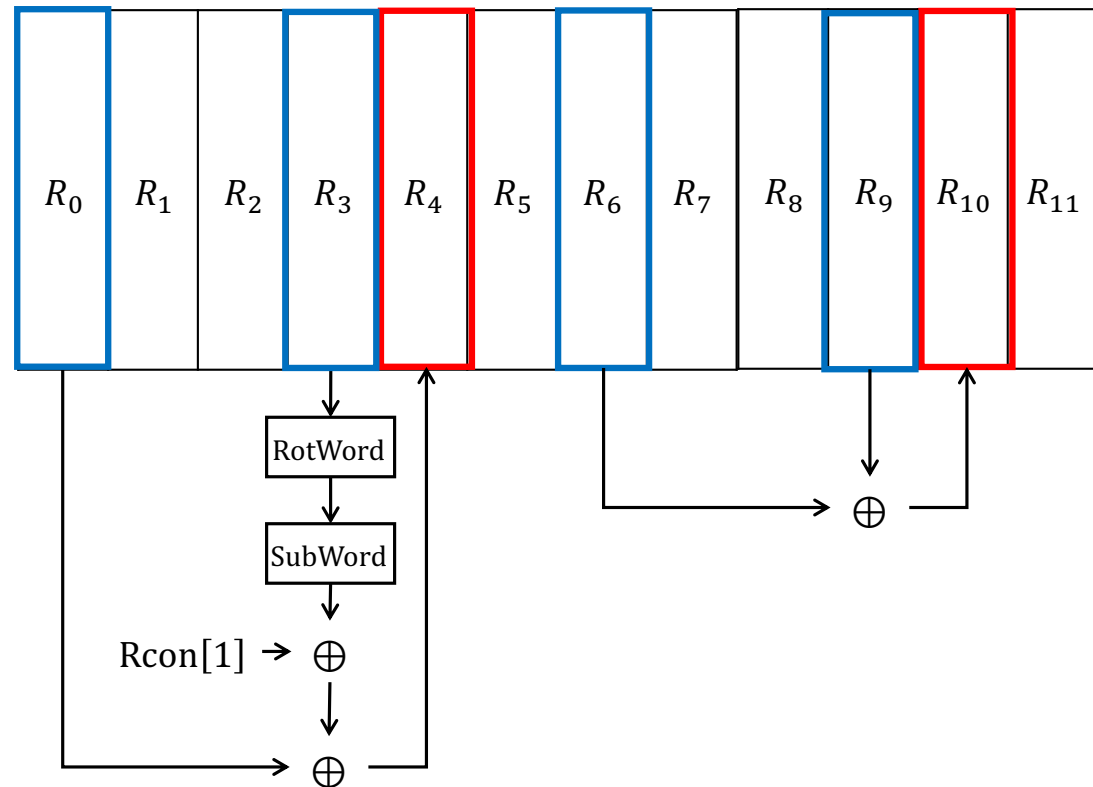 R₀ R₁ R₂ R₃ R₄ R₅ R₆ R₇ R₈ R₉ R₁₀ R₁₁
RotWord
SubWord
Rcon[1]